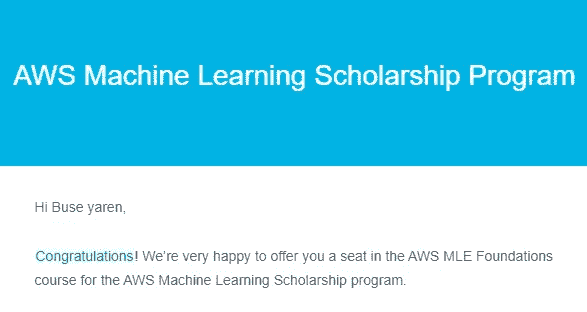 AWS Machine Learning Scholarship Program
Hi Buse yaren,
Congratulations! We're very happy to offer you a seat in the AWS MLE Foundations
course for the AWS Machine Learning Scholarship program.